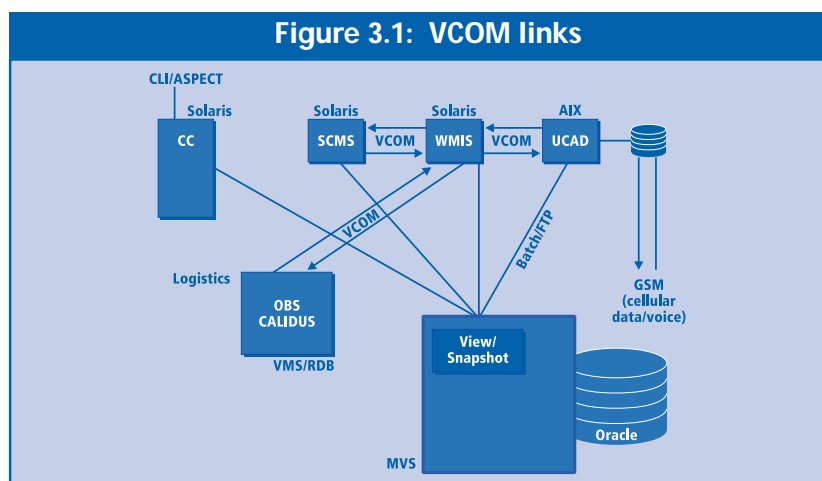 Figure 3.1: VCOM links
CLI/ASPECT
Solaris
CC
Solaris
SCMS
VCOM
Solaris
WMIS
VCOM
AIX
UCAD
VCOM
Batch/FTP
GSM
(cellular
data/voice)
Logistics
OBS
CALIDUS
VMS/RDB
View/
Snapshot
Oracle
MVS